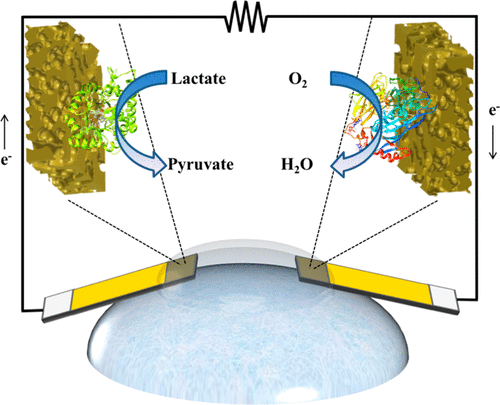 Lactate
O2
Pyruvate
H2O
e-
e-